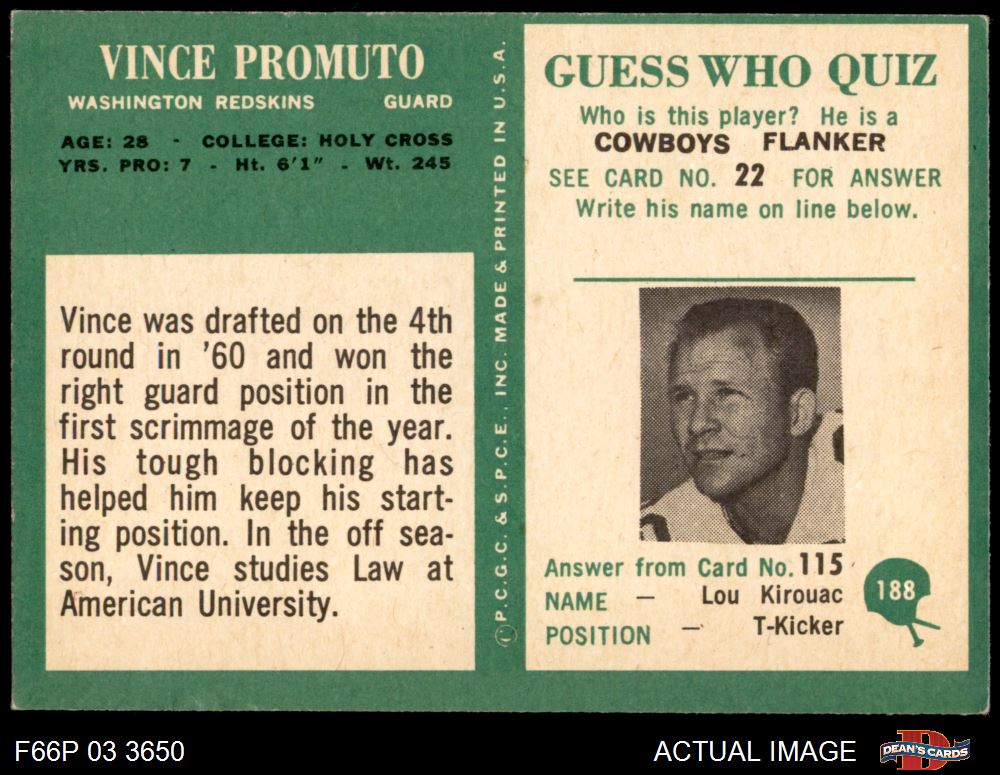 VINCE PROMUTO
WASHINGTON REDSKINS GUARD
AGE: 28 - COLLEGE: HOLY CROSS
YRS. PRO: 7 - Ht. 6'1" - Wt. 245
Vince was drafted on the 4th
round in '60 and won the
right guard position in the
first scrimmage of the year.
His tough blocking has
helped him keep his start-
ing position. In the off sea-
son, Vince studies Law at
American University.
© P.C.G.C. & S.P.C.E., INC. MADE & PRINTED IN U.S.A.
GUESS WHO QUIZ
Who is this player? He is a
COWBOYS FLANKER
SEE CARD NO. 22 FOR ANSWER
Write his name on line below.
Answer from Card No. 115
NAME — Lou Kirouac
POSITION — T-Kicker
188
F66P 03 3650
ACTUAL IMAGE
D
DEAN'S CARDS